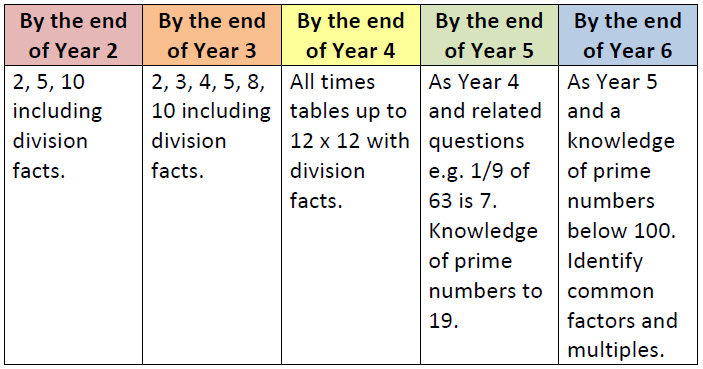 By the end
of Year 2
By the end
of Year 3
By the end
of Year 4
By the end
of Year 5
By the end
of Year 6
2, 5, 10
including
division
facts.
2, 3, 4, 5, 8,
10 including
division
facts.
All times
tables up to
12 x 12 with
division
facts.
As Year 4
and related
questions
e.g. 1/9 of
63 is 7.
Knowledge
of prime
numbers to
19.
As Year 5
and a
knowledge
of prime
numbers
below 100.
Identify
common
factors and
multiples.